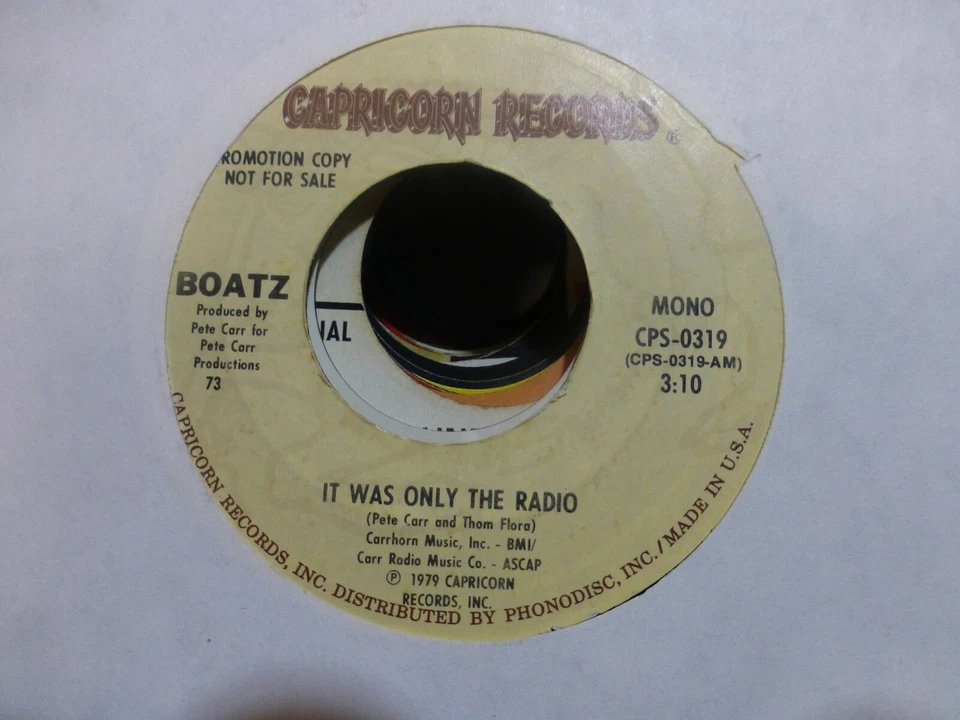 CAPRICORN RECORDS ®
ROMOTION COPY
NOT FOR SALE
BOATZ
Produced by
Pete Carr for
Pete Carr
Productions
73
MONO
CPS-0319
(CPS-0319-AM)
3:10
IAL
IT WAS ONLY THE RADIO
(Pete Carr and Thom Flora)
Carrhorn Music, Inc. - BMI/
Carr Radio Music Co. - ASCAP
℗ 1979 CAPRICORN
RECORDS, INC.
CAPRICORN RECORDS, INC. DISTRIBUTED BY PHONODISC, INC./MADE IN U.S.A.